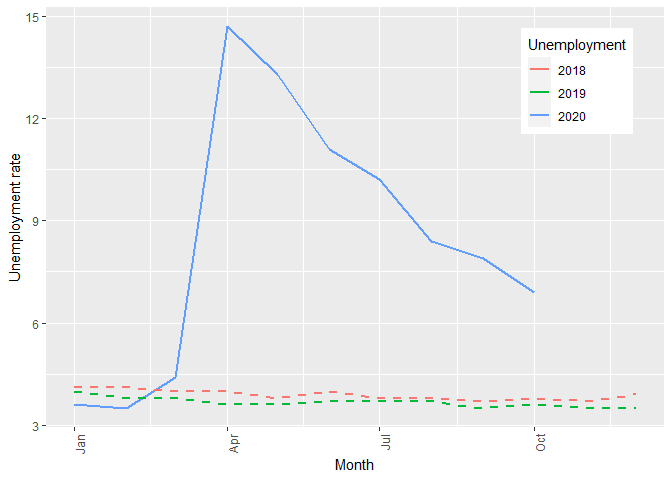 15
12
9
6
3
Unemployment rate
Unemployment
2018
2019
2020
Jan
Apr
Jul
Oct
Month